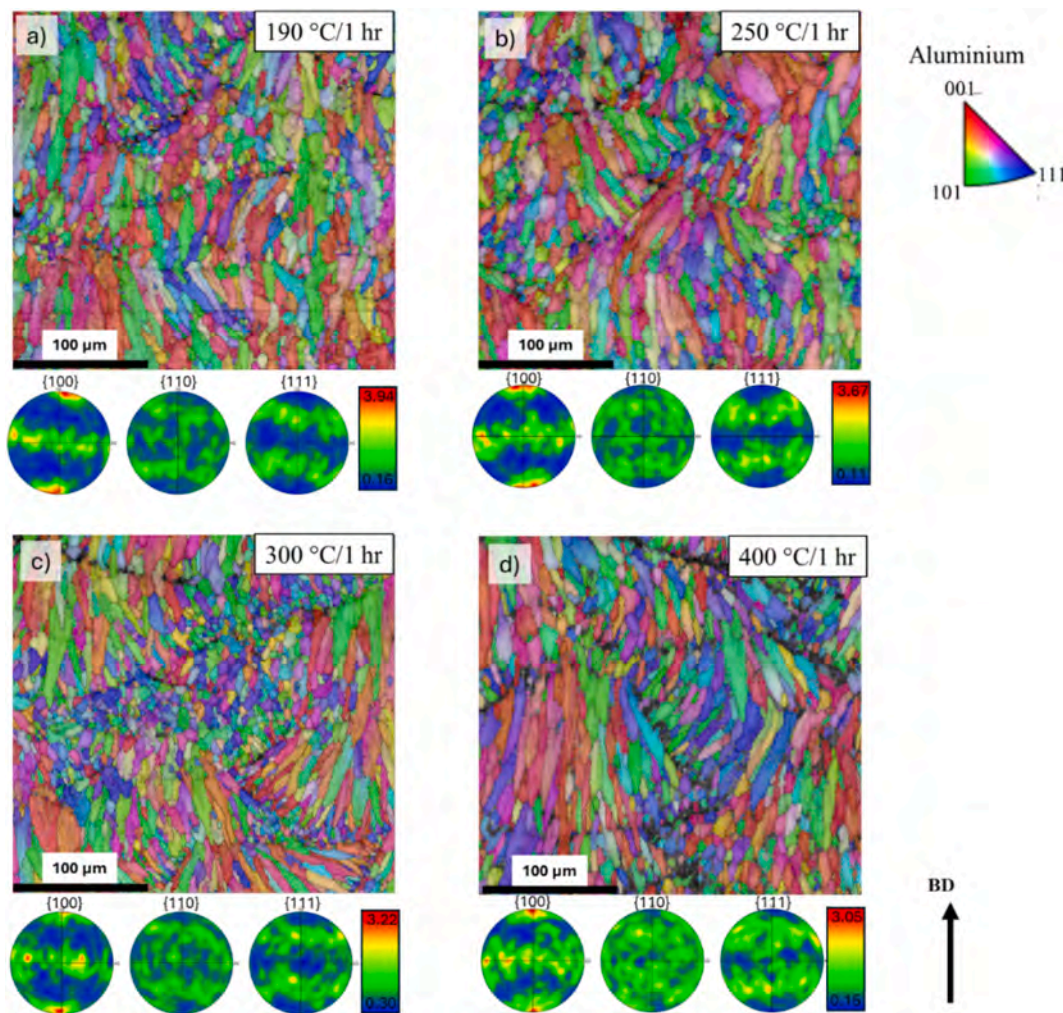 a)
190 °C/1 hr
100 µm
{100}
{110}
{111}
3.94
0.16
b)
250 °C/1 hr
100 µm
{100}
{110}
{111}
3.67
0.11
Aluminium
001
101
111
c)
300 °C/1 hr
100 µm
{100}
{110}
{111}
3.22
0.30
d)
400 °C/1 hr
100 µm
{100}
{110}
{111}
3.05
0.16
BD